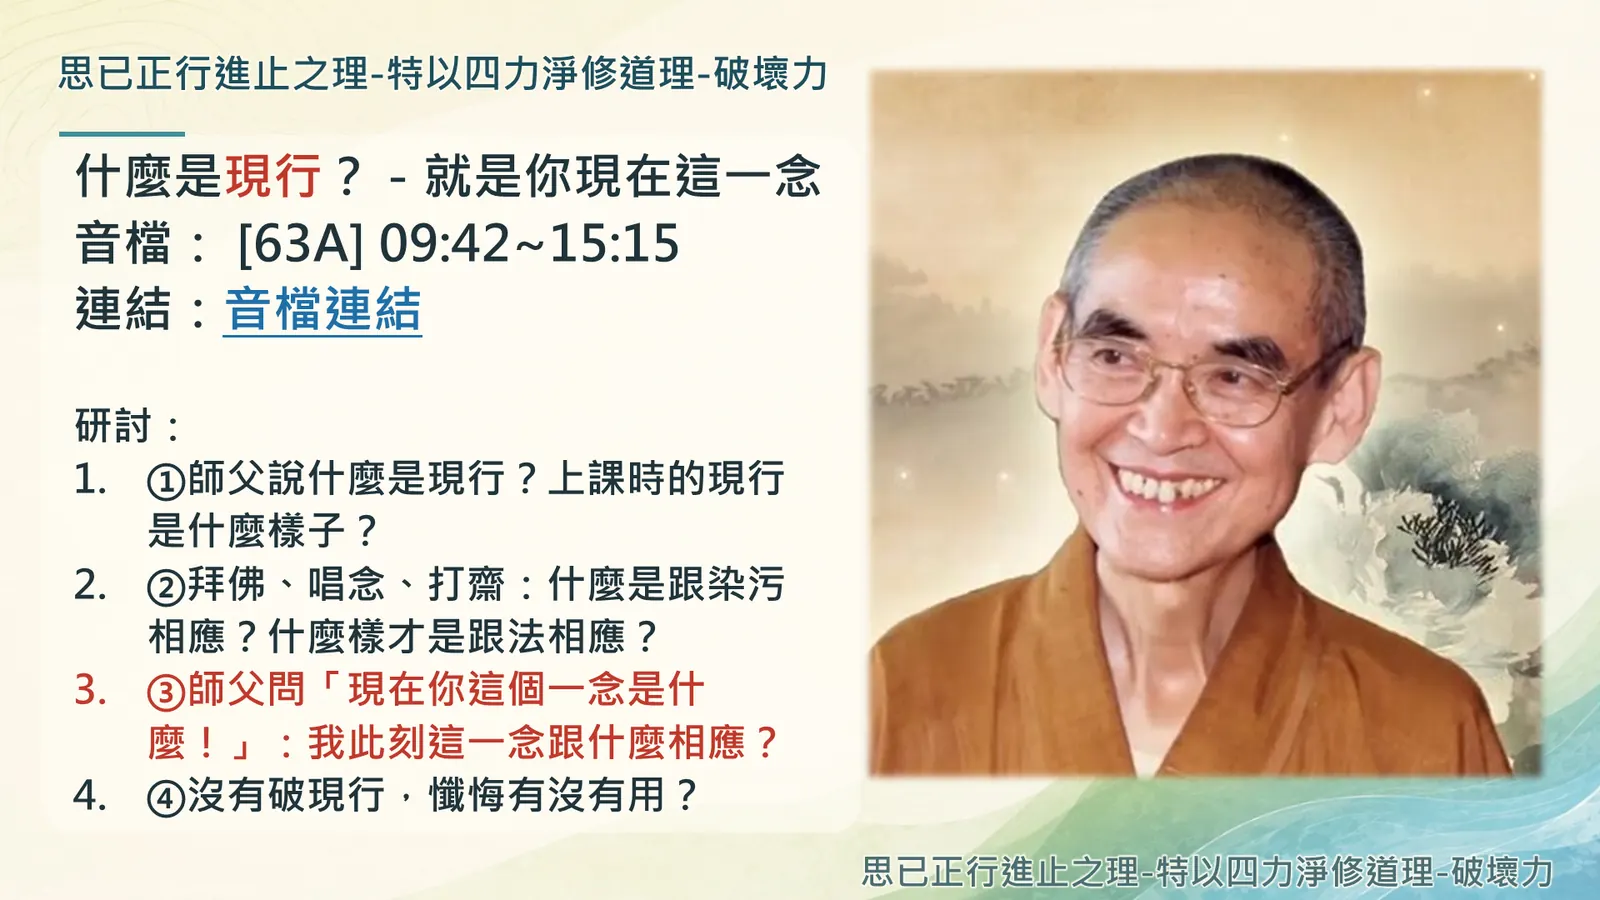 思已正行進止之理-特以四力淨修道理-破壞力
什麼是現行？ - 就是你現在這一念
音檔： [63A] 09:42~15:15
連結：音檔連結
研討：
1. ①師父說什麼是現行？上課時的現行
是什麼樣子？
2. ②拜佛、唱念、打齋：什麼是跟染污
相應？什麼樣才是跟法相應？
3. ③師父問「現在你這個一念是什
麼！」：我此刻這一念跟什麼相應？
4. ④沒有破現行，懺悔有沒有用？
思已正行進止之理-特以四力淨修道理-破壞力